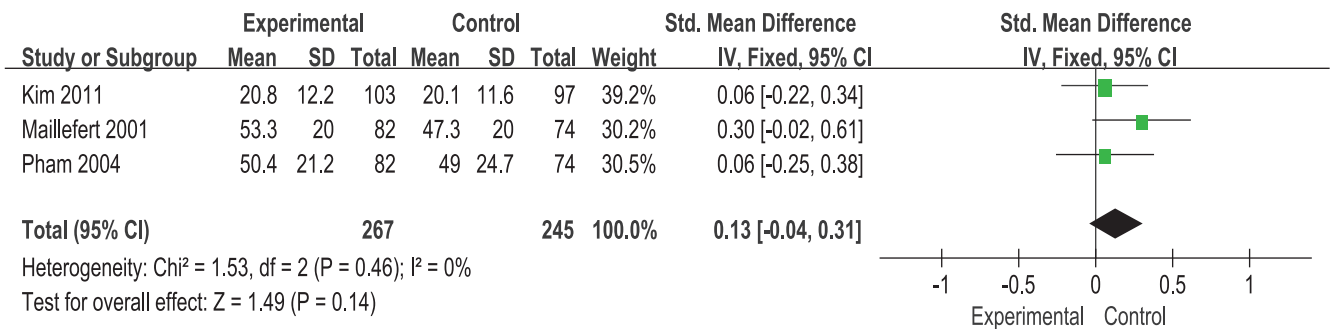 Experimental Control Std. Mean Difference Std. Mean Difference
Study or Subgroup Mean SD Total Mean SD Total Weight IV, Fixed, 95% CI IV, Fixed, 95% CI
Kim 2011 20.8 12.2 103 20.1 11.6 97 39.2% 0.06 [-0.22, 0.34]
Maillefert 2001 53.3 20 82 47.3 20 74 30.2% 0.30 [-0.02, 0.61]
Pham 2004 50.4 21.2 82 49 24.7 74 30.5% 0.06 [-0.25, 0.38]
Total (95% CI) 267 245 100.0% 0.13 [-0.04, 0.31]
Heterogeneity: Chi² = 1.53, df = 2 (P = 0.46); I² = 0%
Test for overall effect: Z = 1.49 (P = 0.14)
-1 -0.5 0 0.5 1
Experimental Control